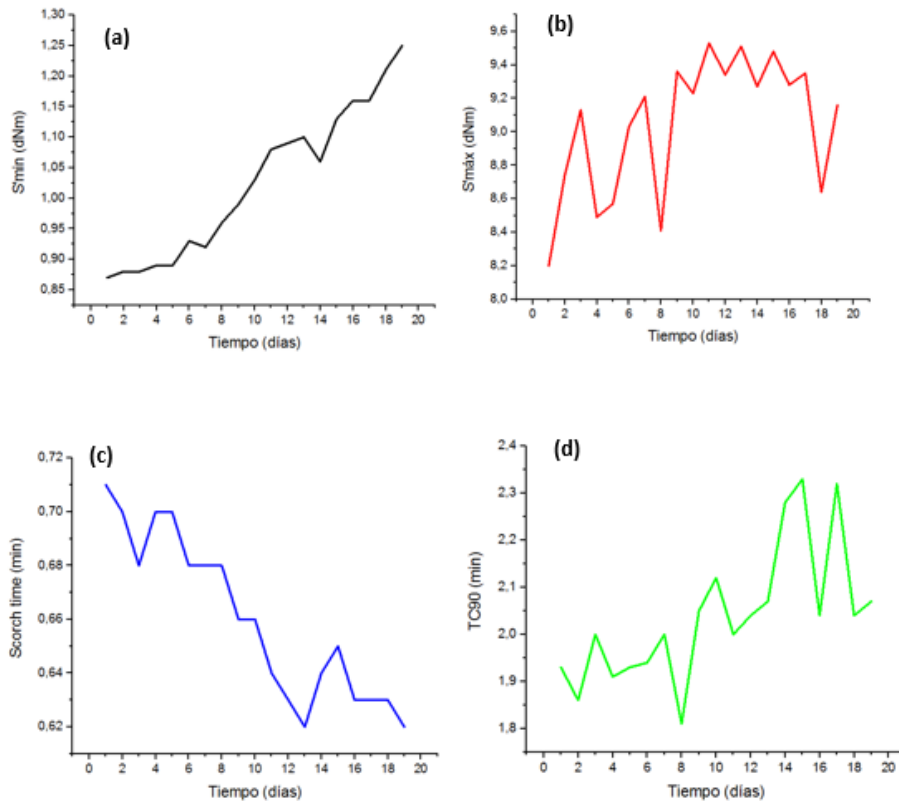 (a)
S'min (dNm)
1,30
1,25
1,20
1,15
1,10
1,05
1,00
0,95
0,90
0,85
0 2 4 6 8 10 12 14 16 18 20
Tiempo (días)
(b)
S'máx (dNm)
9,6
9,4
9,2
9,0
8,8
8,6
8,4
8,2
8,0
0 2 4 6 8 10 12 14 16 18 20
Tiempo (días)
(c)
Scorch time (min)
0,72
0,70
0,68
0,66
0,64
0,62
0 2 4 6 8 10 12 14 16 18 20
Tiempo (días)
(d)
TC90 (min)
2,4
2,3
2,2
2,1
2,0
1,9
1,8
0 2 4 6 8 10 12 14 16 18 20
Tiempo (días)